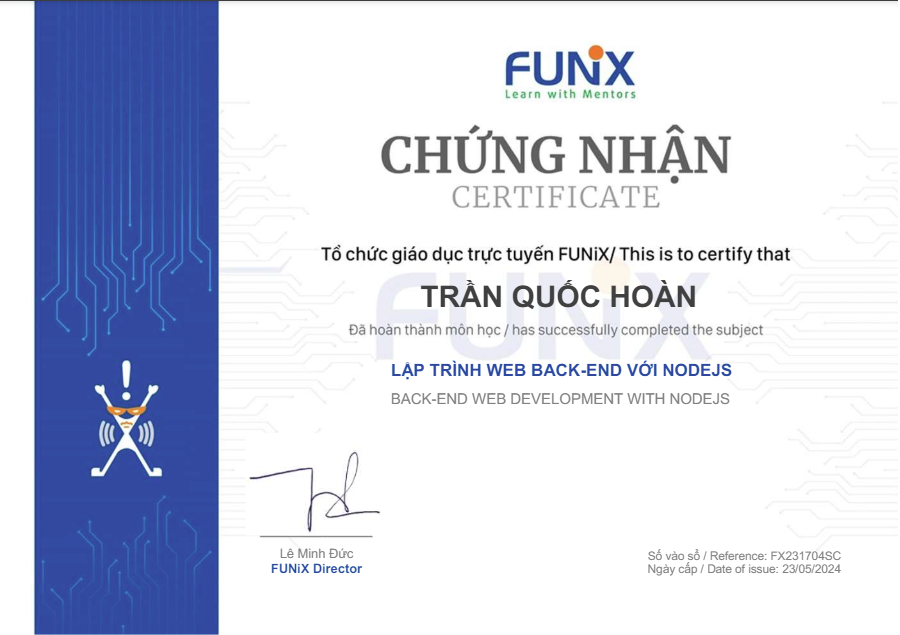 FUNiX
Learn with Mentors
CHỨNG NHẬN
CERTIFICATE
Tổ chức giáo dục trực tuyến FUNiX/ This is to certify that
FUNiX
TRẦN QUỐC HOÀN
Đã hoàn thành môn học / has successfully completed the subject
LẬP TRÌNH WEB BACK-END VỚI NODEJS
BACK-END WEB DEVELOPMENT WITH NODEJS
Lê Minh Đức
FUNiX Director
Số vào sổ / Reference: FX231704SC
Ngày cấp / Date of issue: 23/05/2024